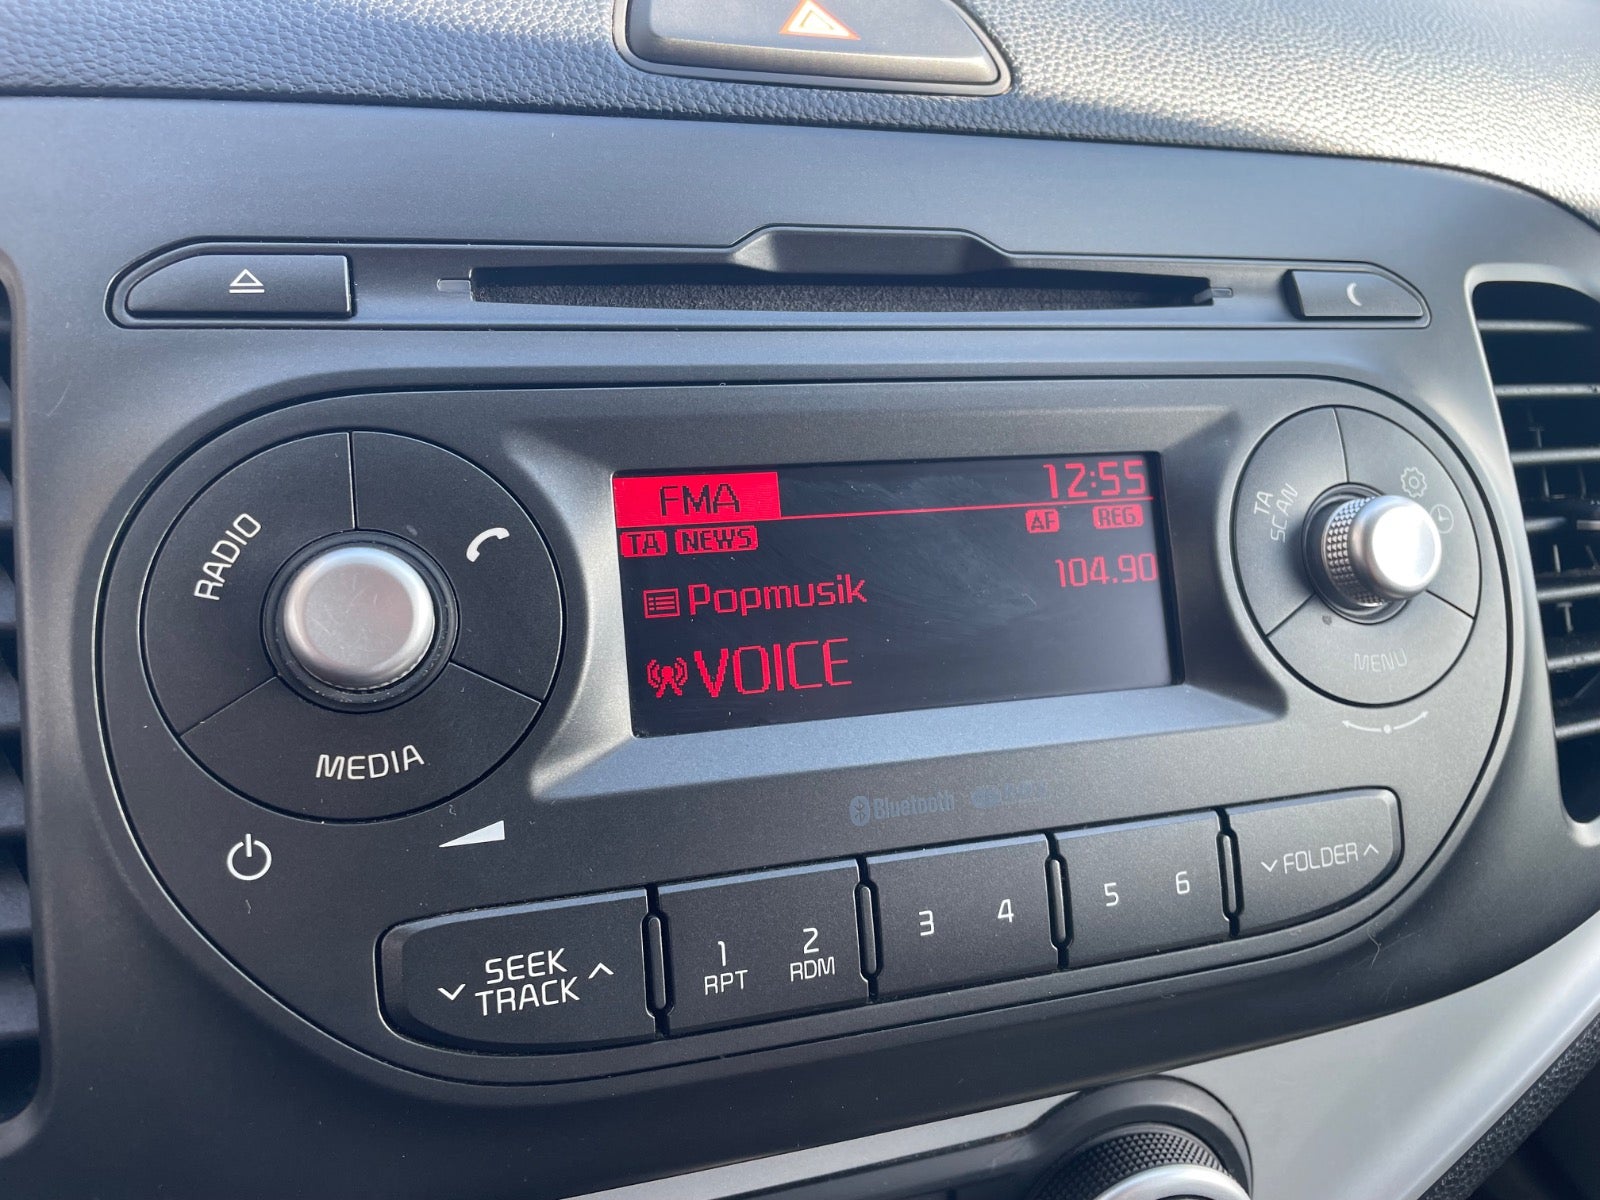 FMA 12:55
TA NEWS AF REG.
Popmusik 104.90
VOICE
RADIO
MEDIA
TA
SCAN
MENU
Bluetooth
SEEK
TRACK
1
RPT
2
RDM
3 4
5 6
FOLDER